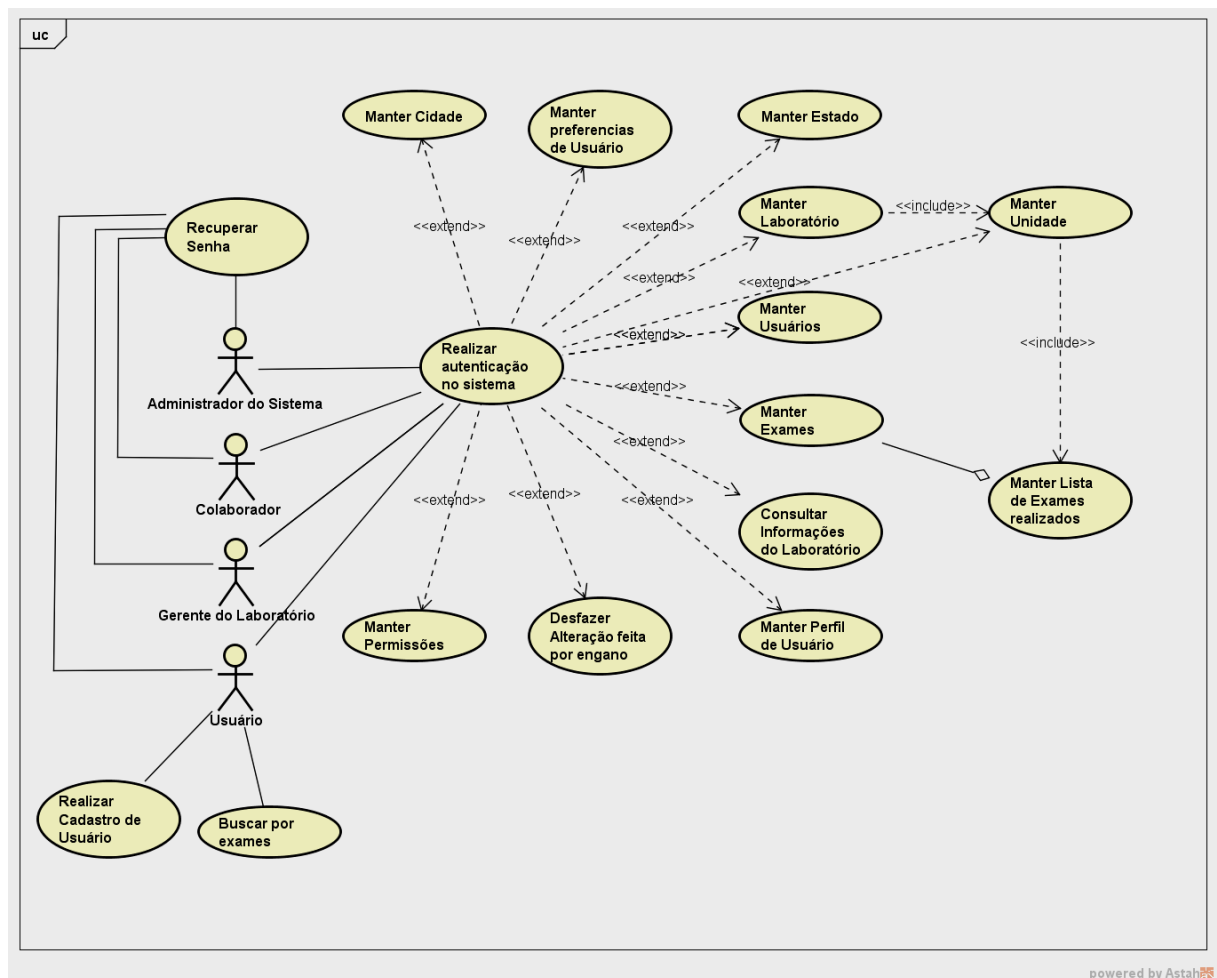 uc
Manter Cidade
Manter
preferencias
de Usuário
Manter Estado
Recuperar
Senha
Manter
Laboratório
<<include>>
Manter
Unidade
<<extend>>
<<extend>>
<<extend>>
<<extend>>
<<extend>>
Manter
Usuários
<<extend>>
<<include>>
Realizar
autenticação
no sistema
Administrador do Sistema
<<extend>>
Manter
Exames
<<extend>>
Colaborador
<<extend>>
<<extend>>
<<extend>>
Manter Lista
de Exames
realizados
Consultar
Informações
do Laboratório
Gerente do Laboratório
Manter
Permissões
Desfazer
Alteração feita
por engano
Manter Perfil
de Usuário
Usuário
Realizar
Cadastro de
Usuário
Buscar por
exames
powered by Astah